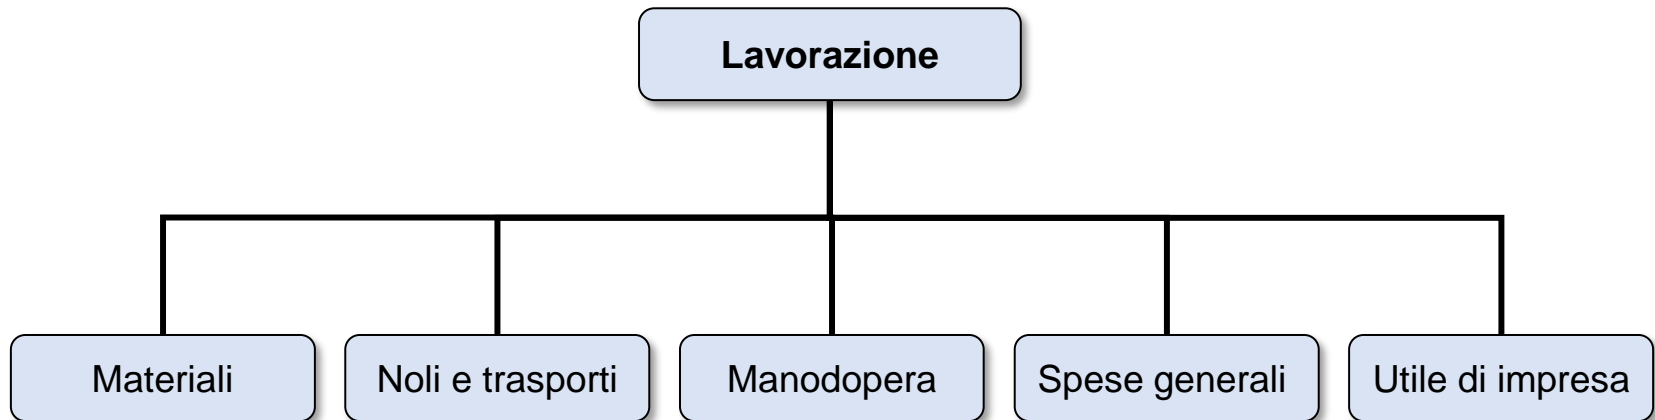 Lavorazione
Materiali
Noli e trasporti
Manodopera
Spese generali
Utile di impresa